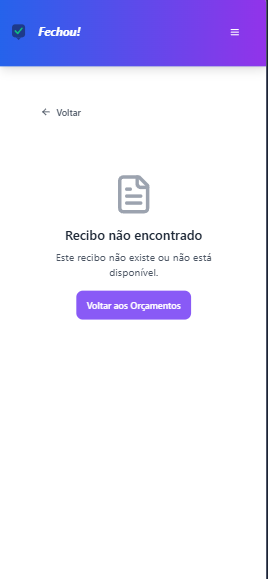 Fechou!
Voltar
Recibo não encontrado
Este recibo não existe ou não está
disponível.
Voltar aos Orçamentos